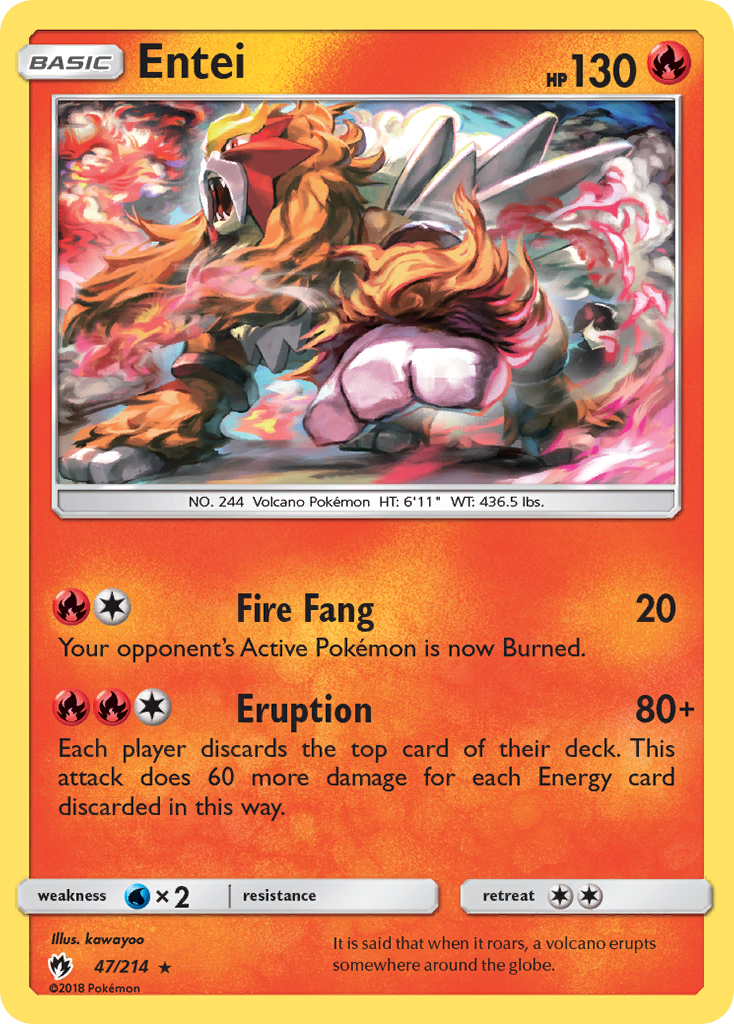 BASIC Entei HP 130
NO. 244 Volcano Pokémon HT: 6'11" WT: 436.5 lbs.
Fire Fang 20
Your opponent's Active Pokémon is now Burned.
Eruption 80+
Each player discards the top card of their deck. This
attack does 60 more damage for each Energy card
discarded in this way.
weakness ×2 resistance retreat
Illus. kawayoo
47/214 ★
©2018 Pokémon
It is said that when it roars, a volcano erupts
somewhere around the globe.